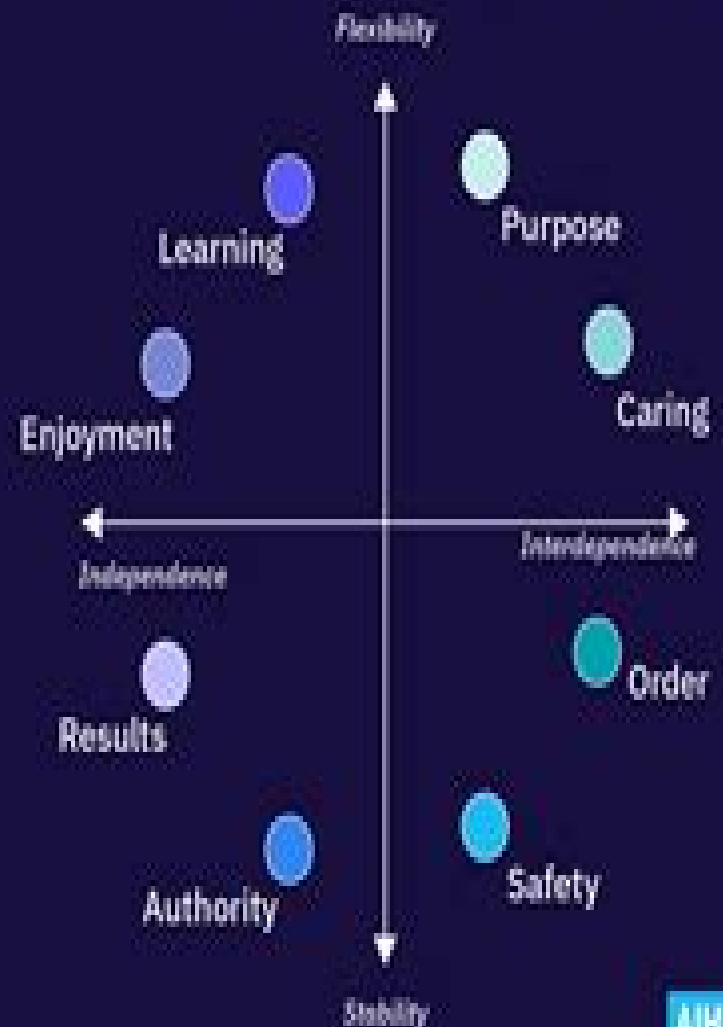 Flexibility
Purpose
Learning
Caring
Enjoyment
Interdependence
Independence
Order
Results
Safety
Authority
Stability